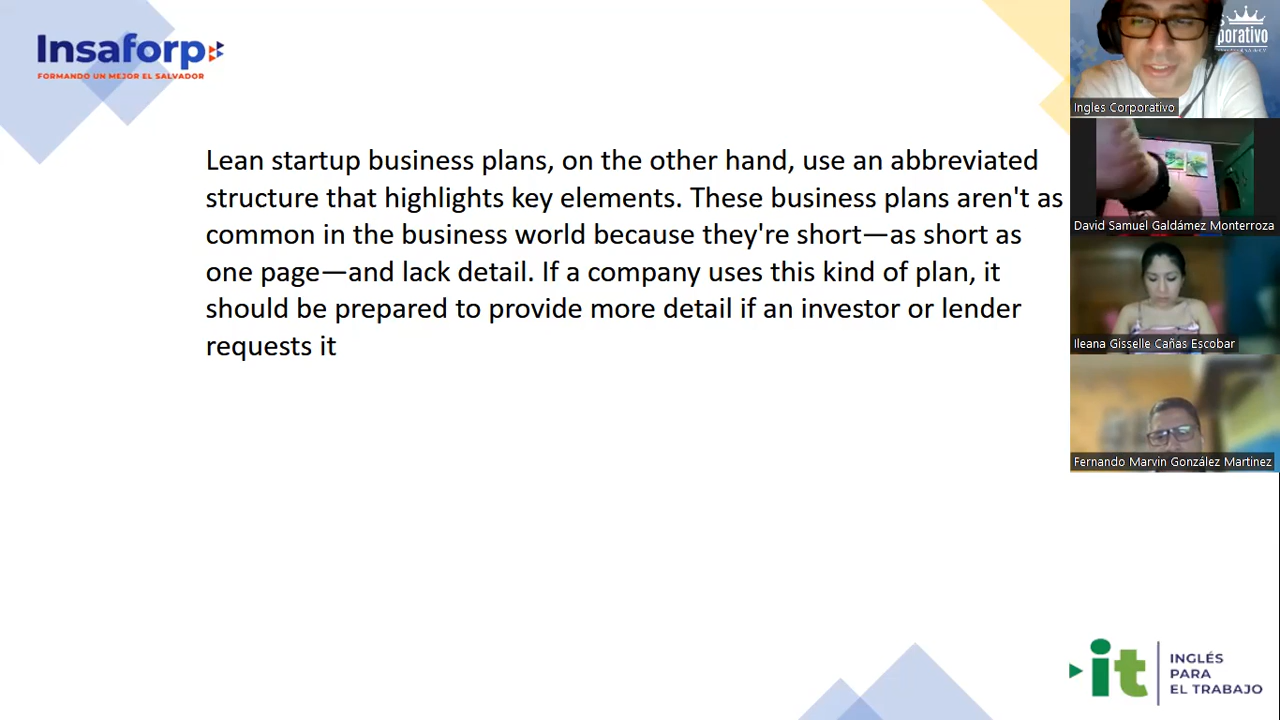 Insaforp
FORMANDO UN MEJOR EL SALVADOR
Lean startup business plans, on the other hand, use an abbreviated
structure that highlights key elements. These business plans aren't as
common in the business world because they're short—as short as
one page—and lack detail. If a company uses this kind of plan, it
should be prepared to provide more detail if an investor or lender
requests it
porativo
Ingles Corporativo
David Samuel Galdámez Monterroza
Ileana Gisselle Cañas Escobar
Fernando Marvin González Martinez
it
INGLÉS
PARA
EL TRABAJO